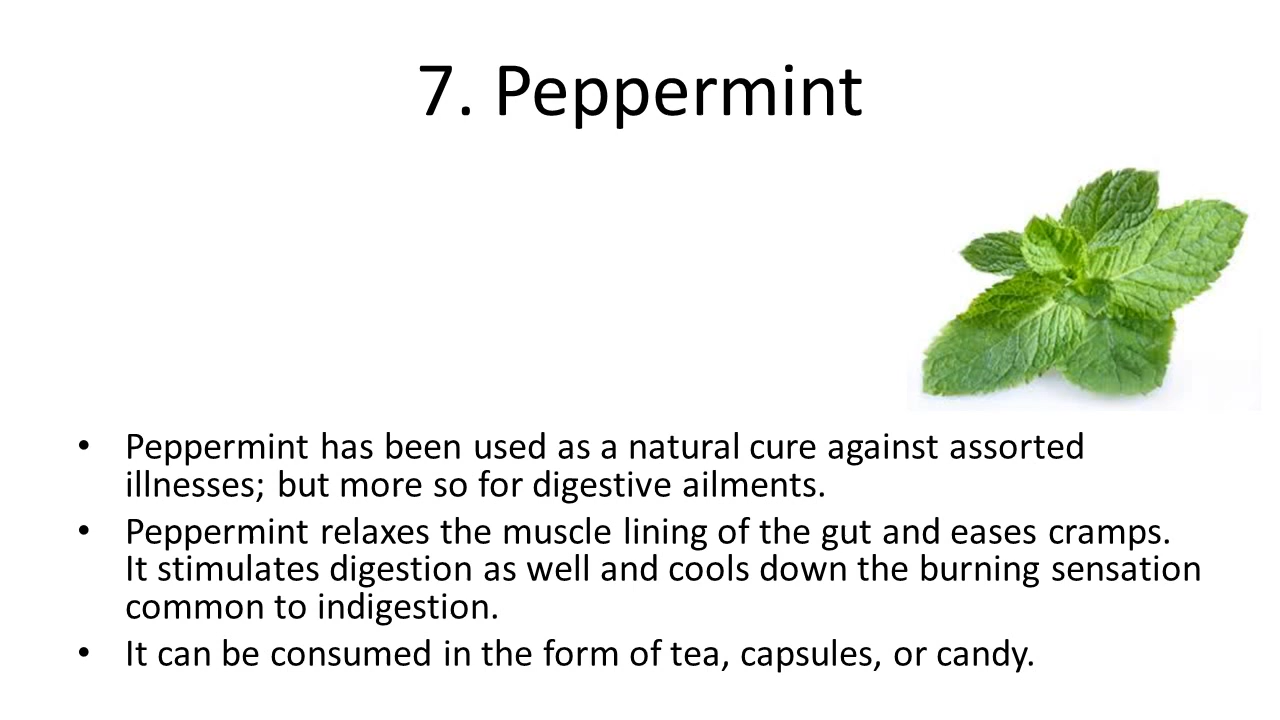 7. Peppermint
• Peppermint has been used as a natural cure against assorted
illnesses; but more so for digestive ailments.
• Peppermint relaxes the muscle lining of the gut and eases cramps.
It stimulates digestion as well and cools down the burning sensation
common to indigestion.
• It can be consumed in the form of tea, capsules, or candy.